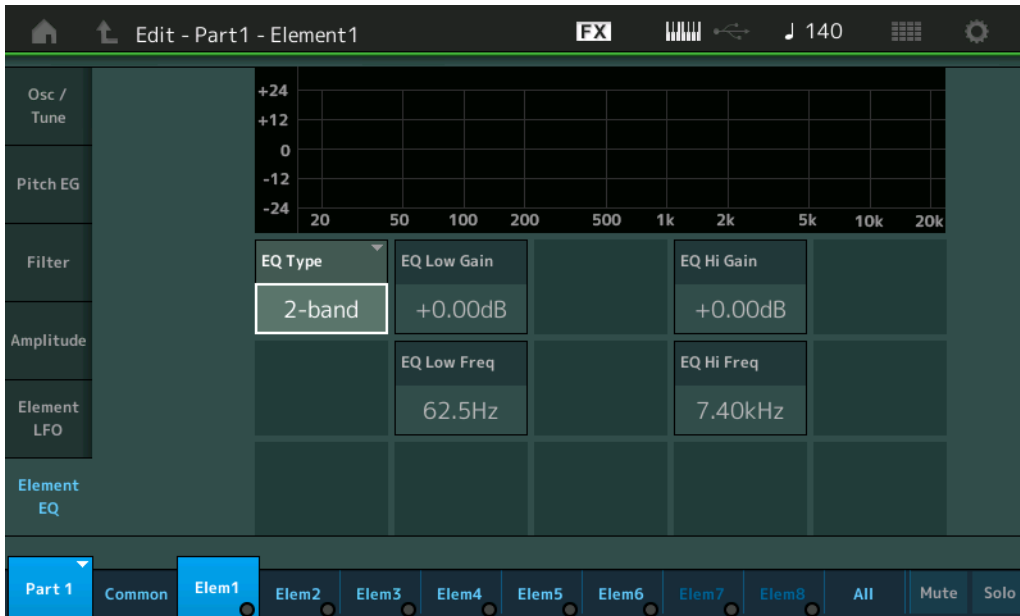 Edit - Part1 - Element1
FX
♩ 140
Osc /
Tune
Pitch EG
Filter
Amplitude
Element
LFO
Element
EQ
+24
+12
0
-12
-24
20 50 100 200 500 1k 2k 5k 10k 20k
EQ Type
2-band
EQ Low Gain
+0.00dB
EQ Hi Gain
+0.00dB
EQ Low Freq
62.5Hz
EQ Hi Freq
7.40kHz
Part 1 Common Elem1 Elem2 Elem3 Elem4 Elem5 Elem6 Elem7 Elem8 All Mute Solo